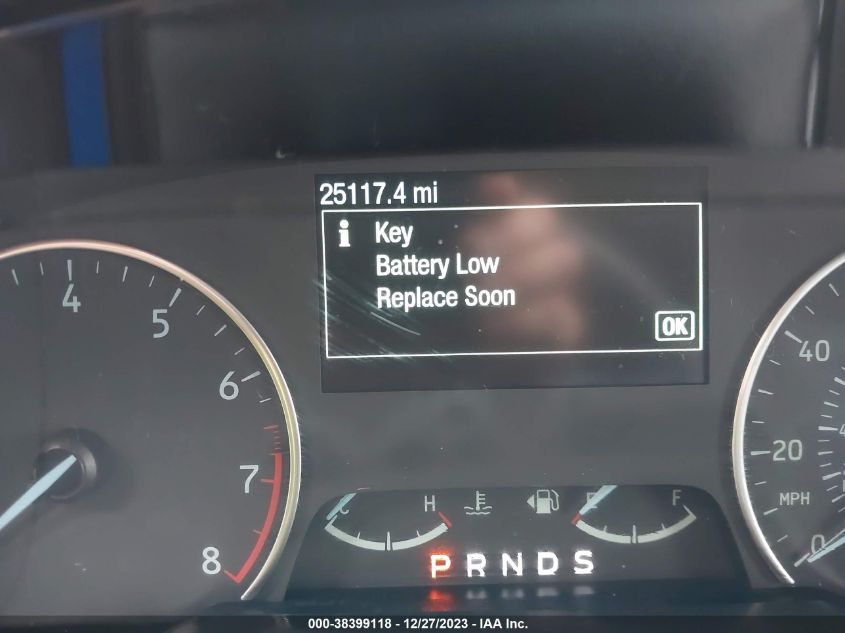 25117.4 mi
i Key
Battery Low
Replace Soon
OK
4
5
6
7
8
40
20
MPH
0
C H
E F
P R N D S
000-38399118 - 12/27/2023 - IAA Inc.